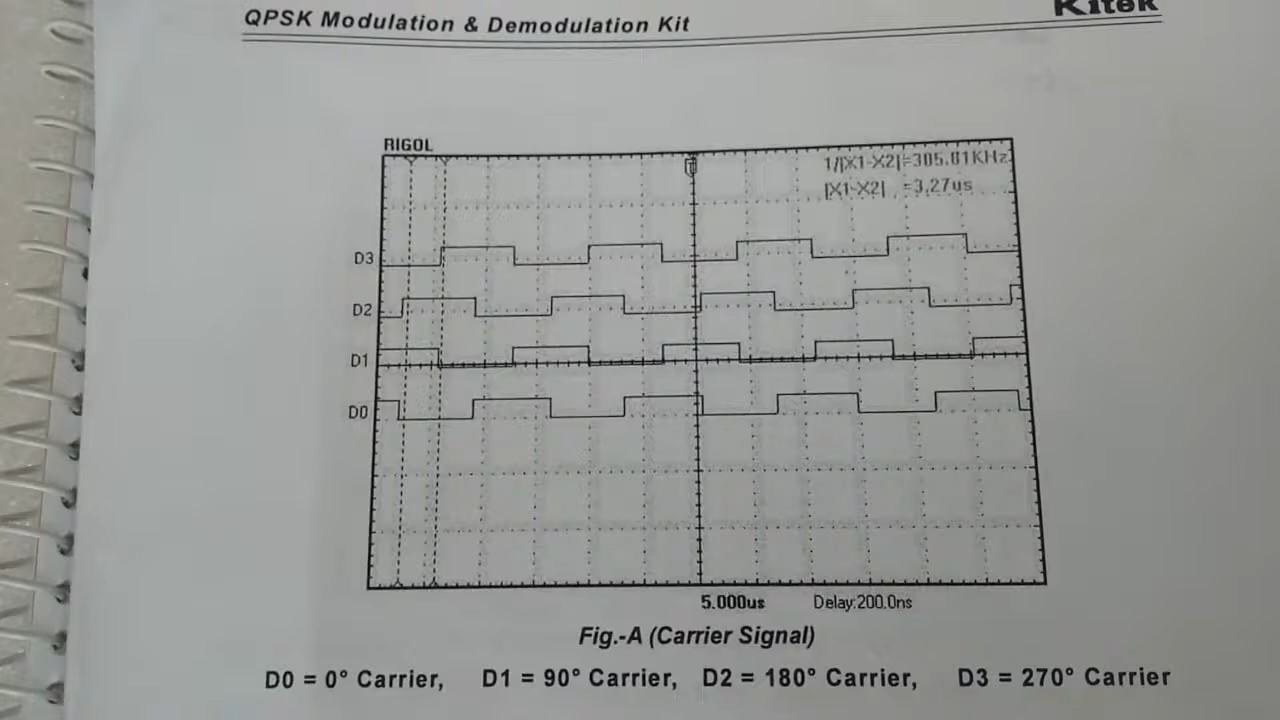 QPSK Modulation & Demodulation Kit
Kitek
RIGOL
1/|X1-X2|=305.81KHz
|X1-X2| =3.27us
D3
D2
D1
D0
5.000us Delay:200.0ns
Fig.-A (Carrier Signal)
D0 = 0° Carrier, D1 = 90° Carrier, D2 = 180° Carrier, D3 = 270° Carrier